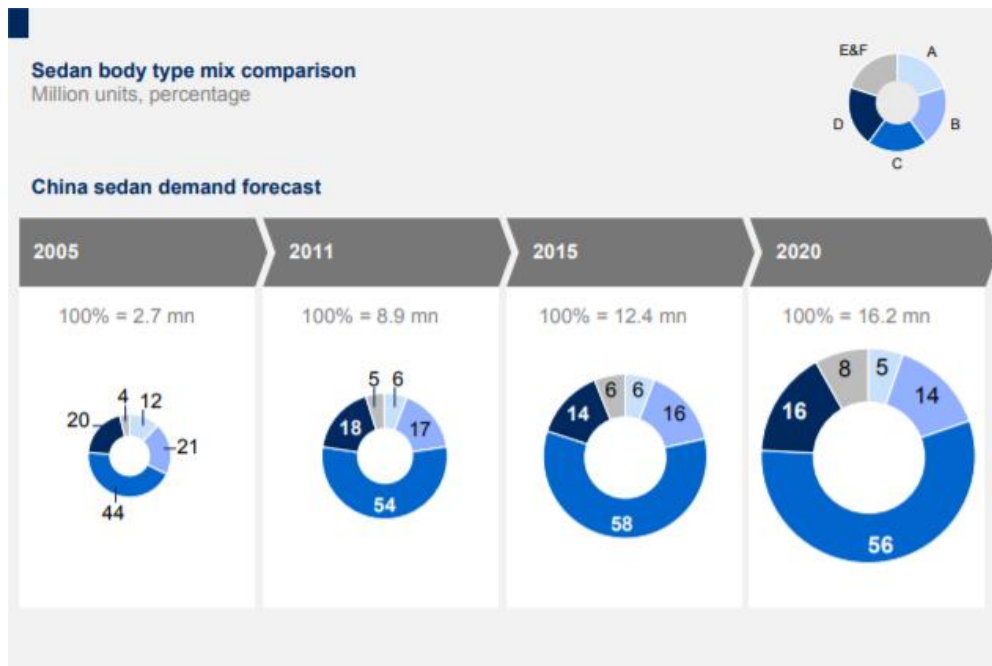 Sedan body type mix comparison
Million units, percentage
E&F
A
D
B
C
China sedan demand forecast
2005
2011
2015
2020
100% = 2.7 mn
100% = 8.9 mn
100% = 12.4 mn
100% = 16.2 mn
4
12
20
21
44
5
6
18
17
54
6
6
14
16
58
8
5
16
14
56